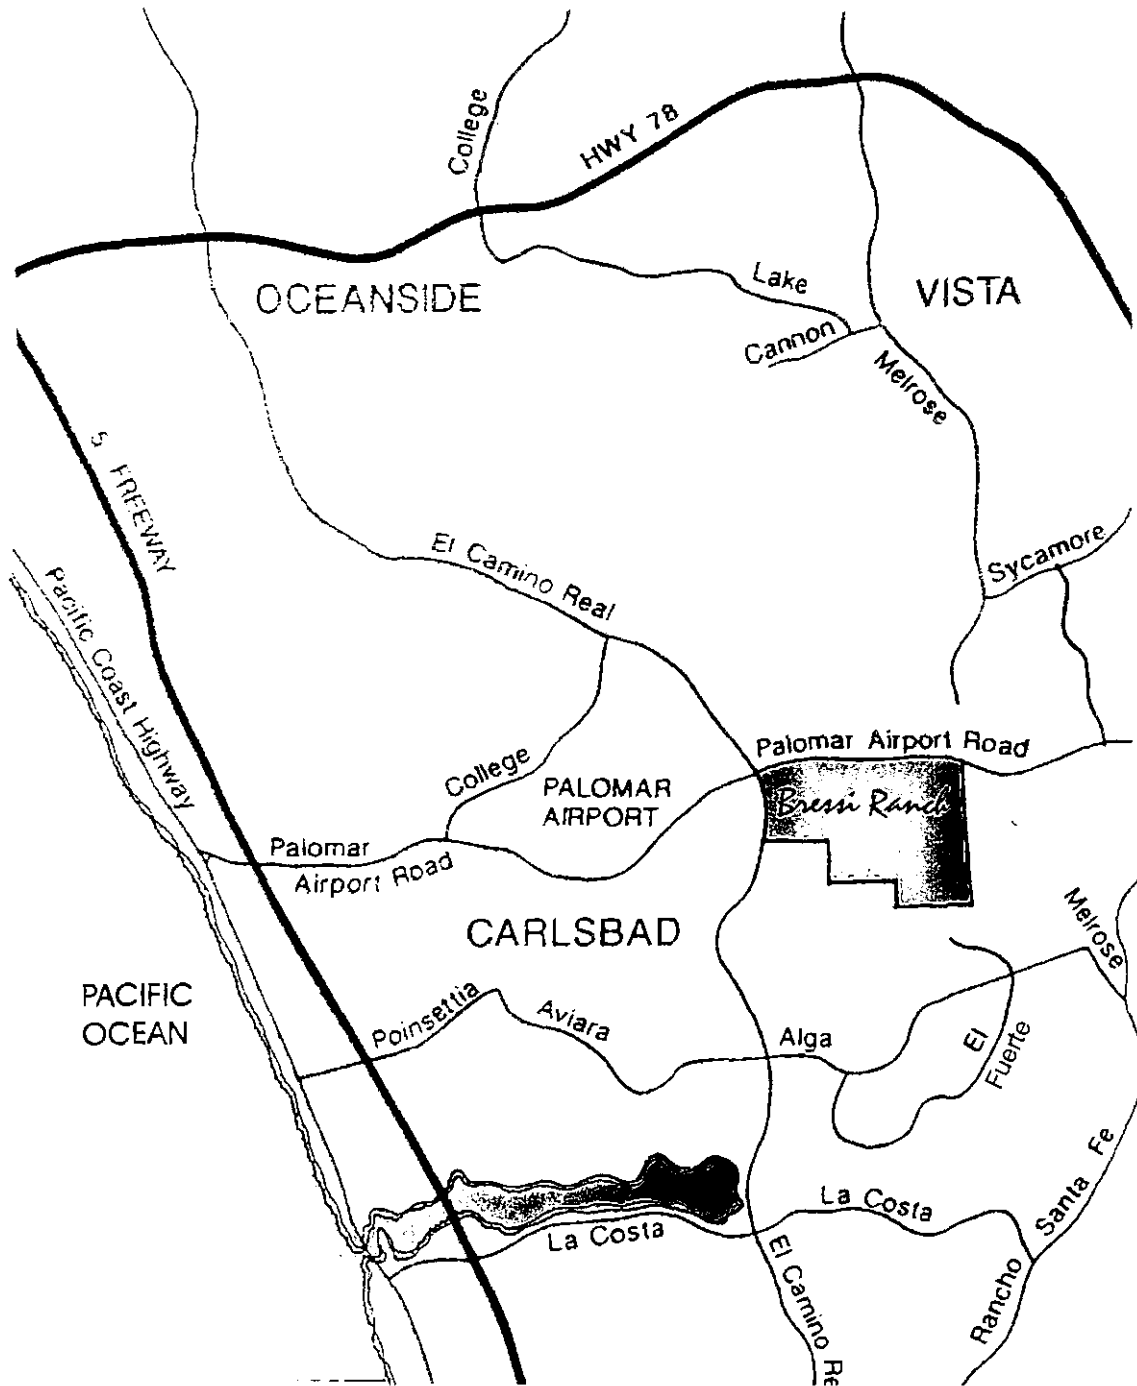 College
HWY 78
OCEANSIDE
Lake
VISTA
Cannon
Melrose
5 FREEWAY
El Camino Real
Sycamore
Pacific Coast Highway
Palomar Airport Road
College
PALOMAR
AIRPORT
Bressi Ranch
Palomar
Airport Road
CARLSBAD
Melrose
PACIFIC
OCEAN
Poinsettia
Aviara
Alga
El
Fuerte
La Costa
La Costa
El Camino Re
Rancho Santa Fe